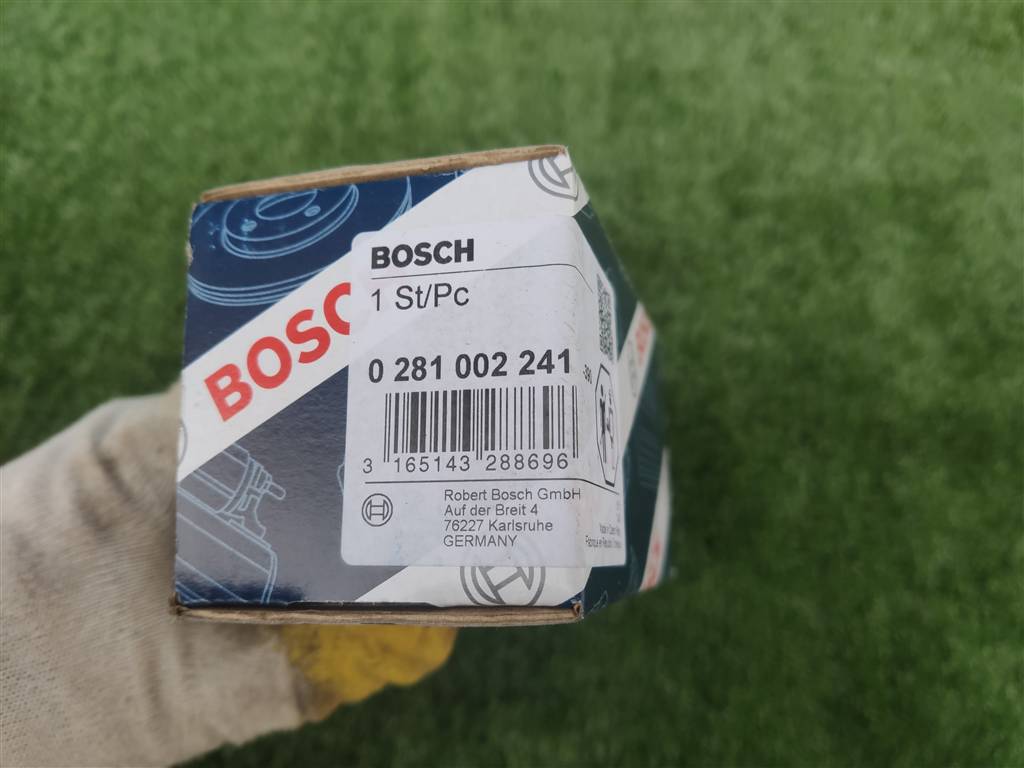 BOSCH
1 St/Pc
BOSC
0 281 002 241
-390
3 165143 288696
Robert Bosch GmbH
Auf der Breit 4
76227 Karlsruhe
GERMANY